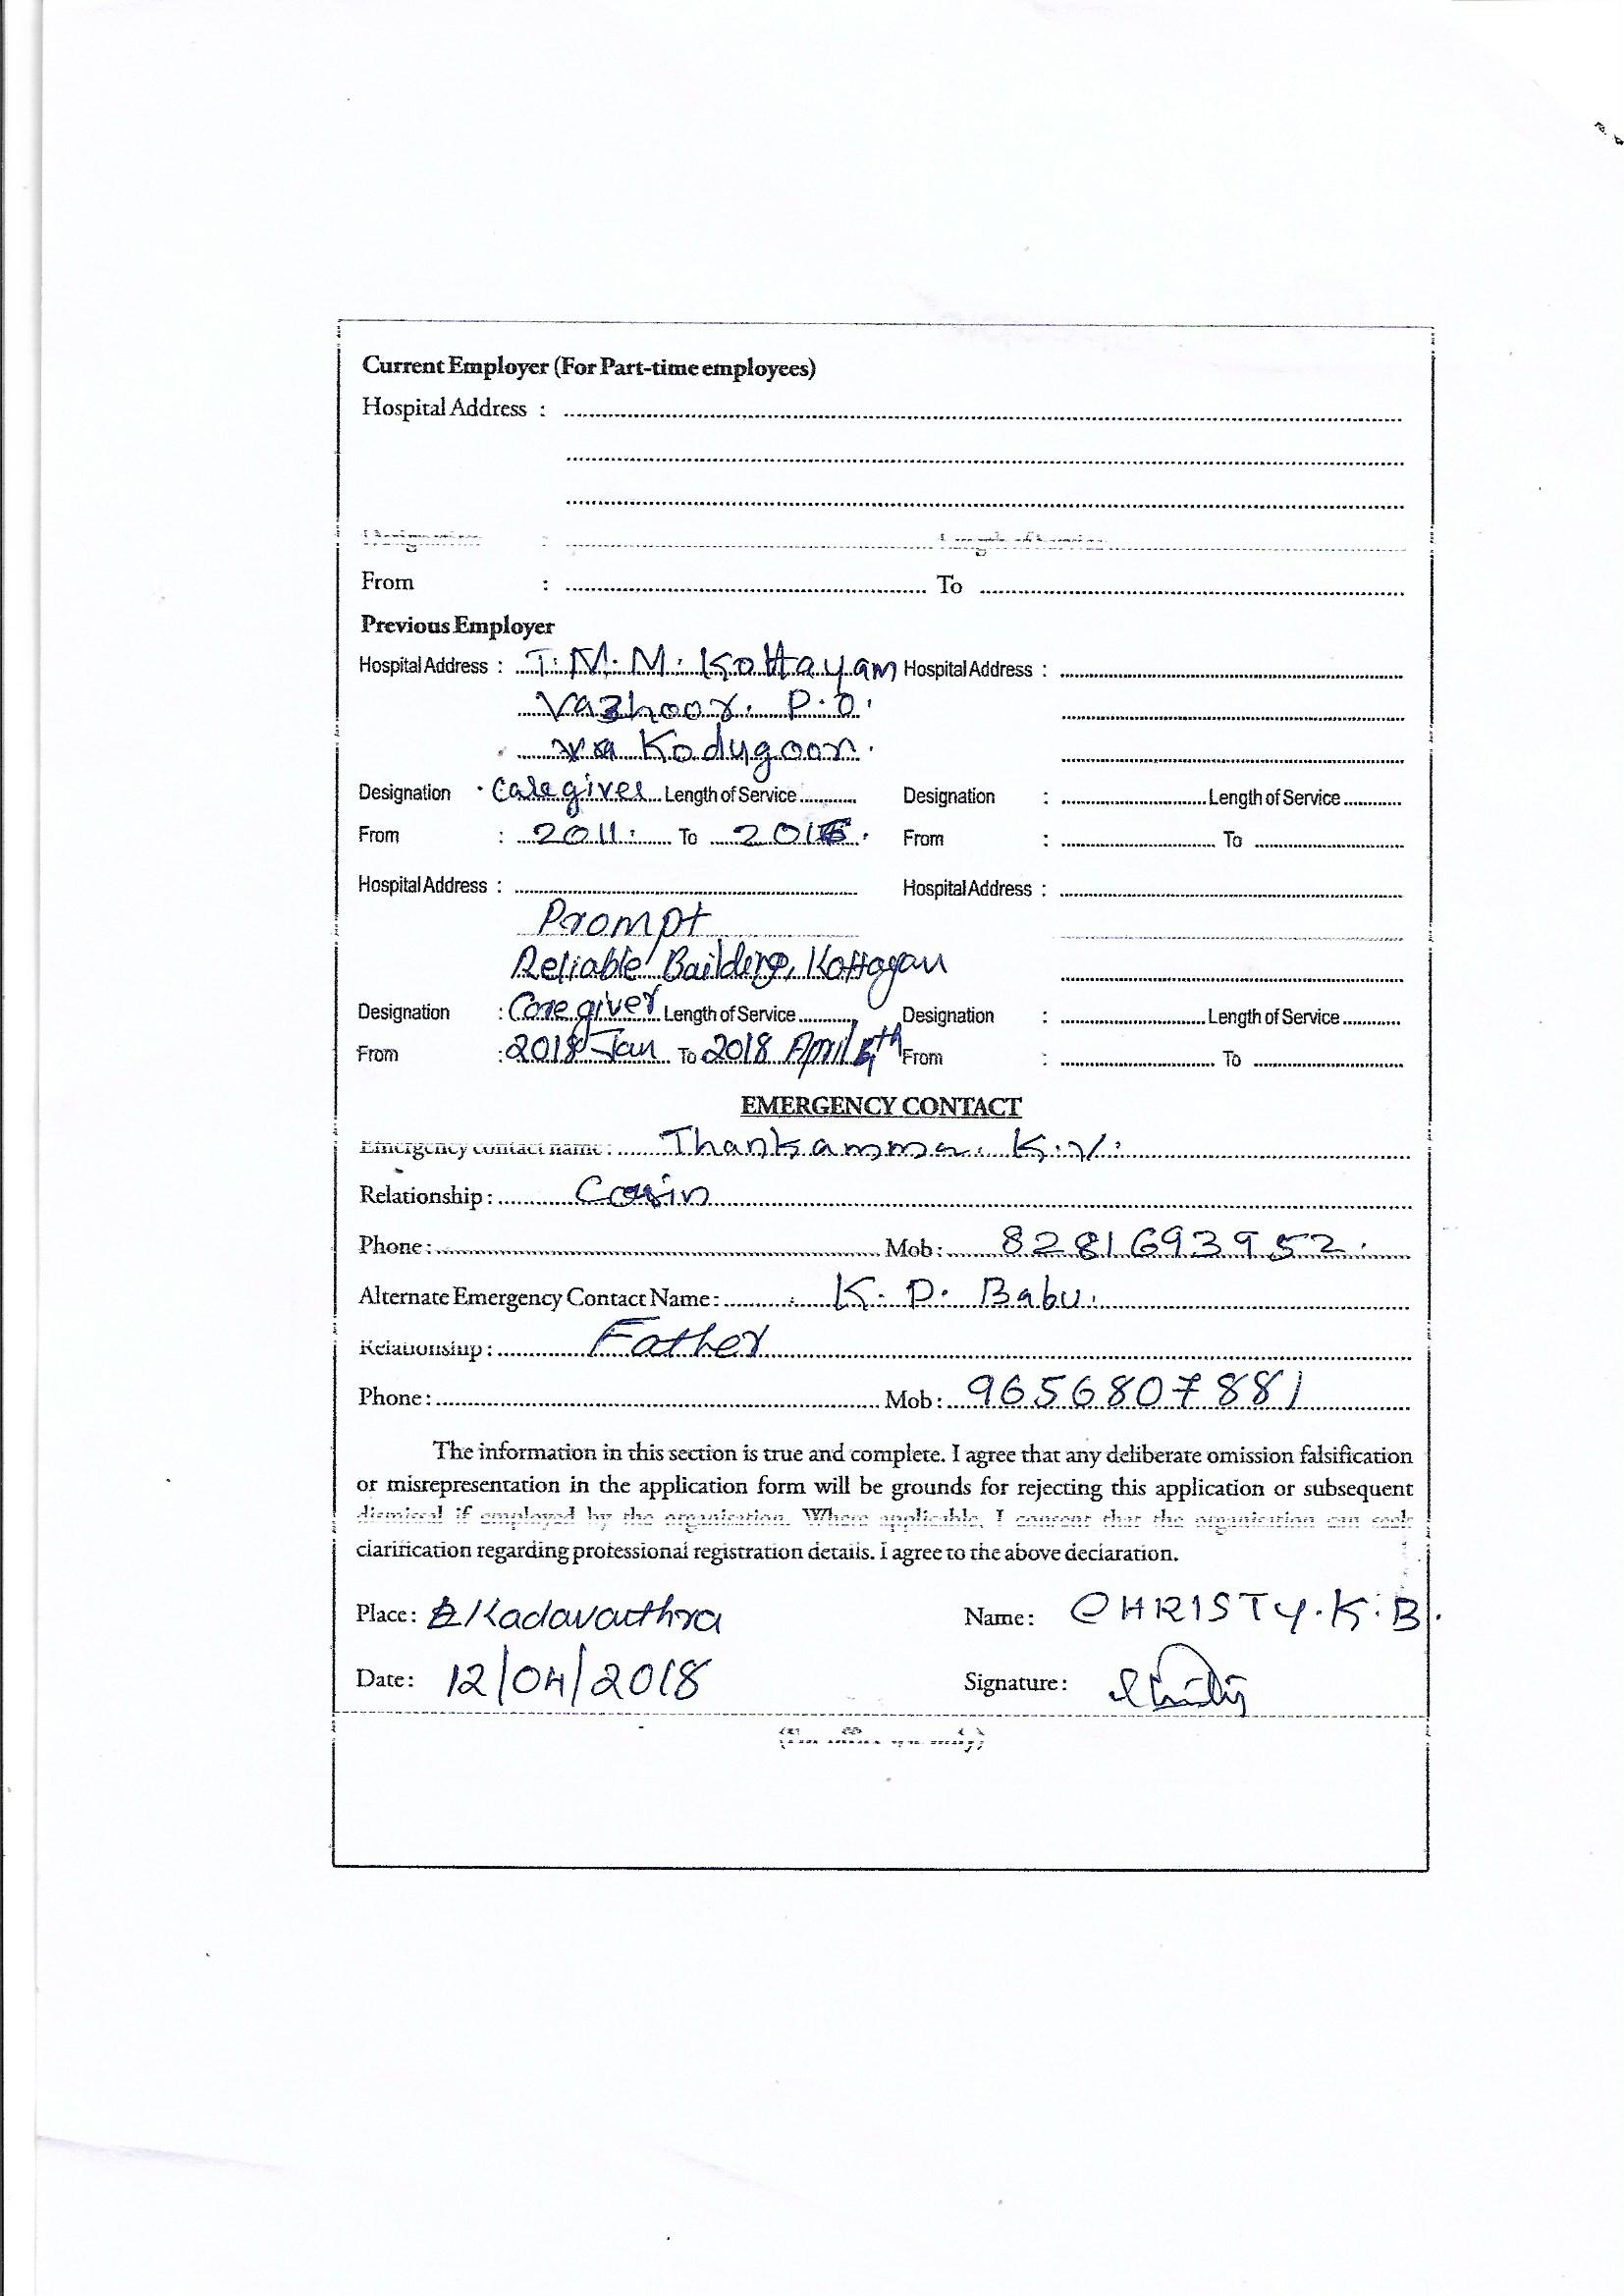 Current Employer (For Part-time employees)
Hospital Address :
Designation : Length of Service
From : To
Previous Employer
Hospital Address : T.M.M. Kottayam Hospital Address :
Vazhoor. P.O.
via Kodugoor.
Designation Caregiver Length of Service Designation : Length of Service
From : 2011. To From : To
Hospital Address : Hospital Address :
Prompt
Reliable Building, Kottayam
Designation : Care giver Length of Service Designation : Length of Service
From : 2018 Jan To 2018 April From : To
EMERGENCY CONTACT
Emergency contact name : Thankamma. K.V.
Relationship : Cosin
Phone : Mob : 8281693952.
Alternate Emergency Contact Name : K. P. Babu.
Relationship : Father
Phone : Mob : 9656807881
The information in this section is true and complete. I agree that any deliberate omission falsification
or misrepresentation in the application form will be grounds for rejecting this application or subsequent
dismissal if employed by the organisation. Where applicable, I consent that the organisation can seek
clarification regarding professional registration details. I agree to the above declaration.
Place : Kadavanthra Name : CHRISTY.K.B.
Date : 12/04/2018 Signature :
(For office use only)